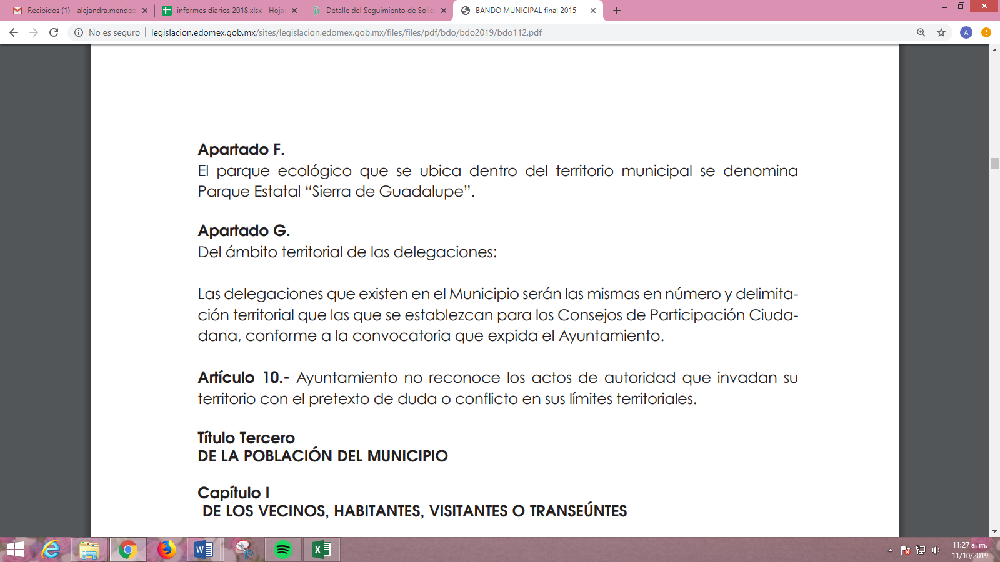 Recibidos (1) - alejandra.mendoz
informes diarios 2018.xlsx - Hoja
Detalle del Seguimiento de Solic
BANDO MUNICIPAL final 2015
No es seguro
legislacion.edomex.gob.mx/sites/legislacion.edomex.gob.mx/files/files/pdf/bdo/bdo2019/bdo112.pdf
A
Apartado F.
El parque ecológico que se ubica dentro del territorio municipal se denomina
Parque Estatal “Sierra de Guadalupe”.
Apartado G.
Del ámbito territorial de las delegaciones:
Las delegaciones que existen en el Municipio serán las mismas en número y delimita-
ción territorial que las que se establezcan para los Consejos de Participación Ciuda-
dana, conforme a la convocatoria que expida el Ayuntamiento.
Artículo 10.- Ayuntamiento no reconoce los actos de autoridad que invadan su
territorio con el pretexto de duda o conflicto en sus límites territoriales.
Título Tercero
DE LA POBLACIÓN DEL MUNICIPIO
Capítulo I
DE LOS VECINOS, HABITANTES, VISITANTES O TRANSEÚNTES
11:27 a. m.
11/10/2019